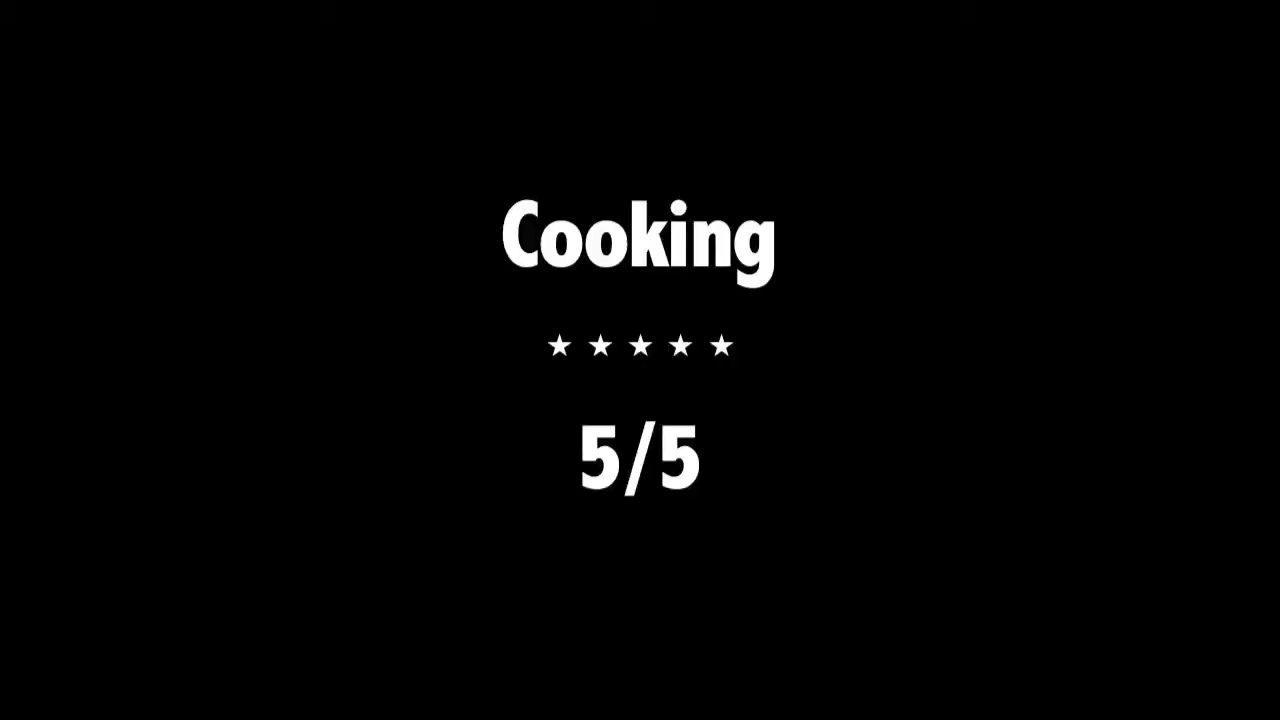 Cooking
★ ★ ★ ★ ★
5/5